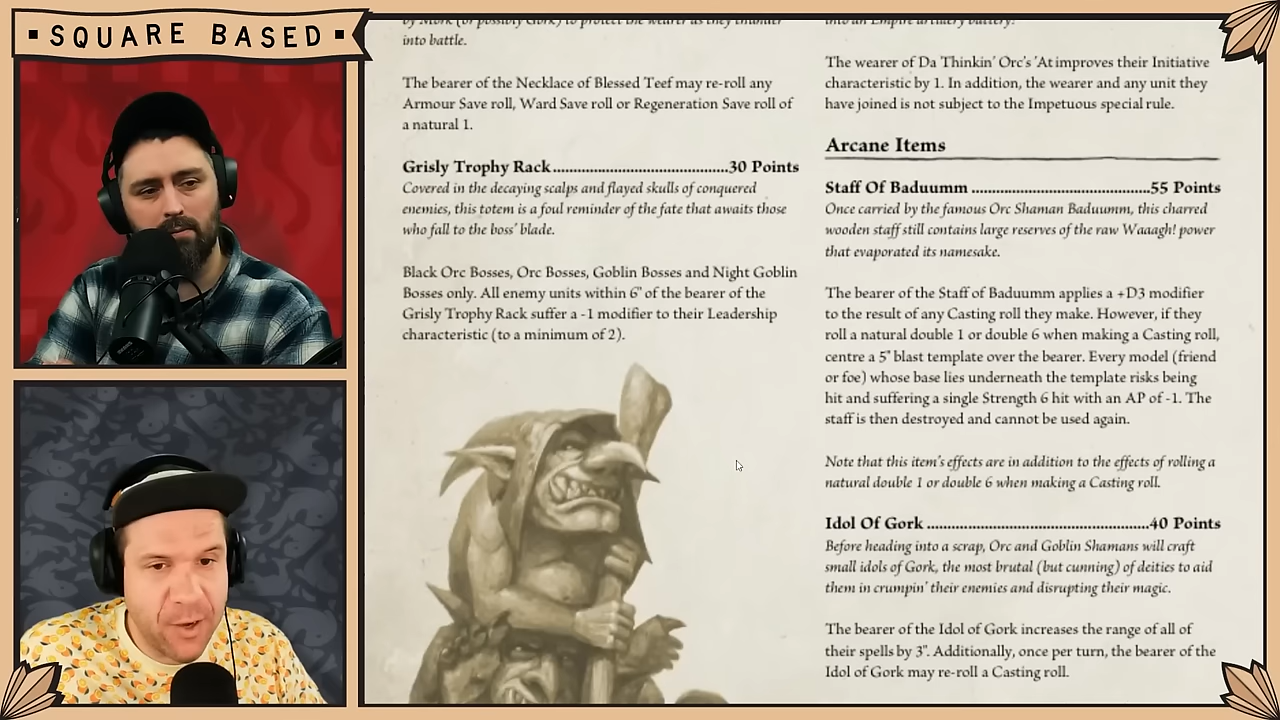 SQUARE BASED
by Mork (or possibly Gork) to protect the wearer as they thunder
into battle.
The bearer of the Necklace of Blessed Teef may re-roll any
Armour Save roll, Ward Save roll or Regeneration Save roll of
a natural 1.
Grisly Trophy Rack.............................................30 Points
Covered in the decaying scalps and flayed skulls of conquered
enemies, this totem is a foul reminder of the fate that awaits those
who fall to the boss' blade.
Black Orc Bosses, Orc Bosses, Goblin Bosses and Night Goblin
Bosses only. All enemy units within 6" of the bearer of the
Grisly Trophy Rack suffer a -1 modifier to their Leadership
characteristic (to a minimum of 2).
into an Empire artillery battery!
The wearer of Da Thinkin' Orc's 'At improves their Initiative
characteristic by 1. In addition, the wearer and any unit they
have joined is not subject to the Impetuous special rule.
Arcane Items
Staff Of Baduumm .............................................55 Points
Once carried by the famous Orc Shaman Baduumm, this charred
wooden staff still contains large reserves of the raw Waaagh! power
that evaporated its namesake.
The bearer of the Staff of Baduumm applies a +D3 modifier
to the result of any Casting roll they make. However, if they
roll a natural double 1 or double 6 when making a Casting roll,
centre a 5" blast template over the bearer. Every model (friend
or foe) whose base lies underneath the template risks being
hit and suffering a single Strength 6 hit with an AP of -1. The
staff is then destroyed and cannot be used again.
Note that this item's effects are in addition to the effects of rolling a
natural double 1 or double 6 when making a Casting roll.
Idol Of Gork .......................................................40 Points
Before heading into a scrap, Orc and Goblin Shamans will craft
small idols of Gork, the most brutal (but cunning) of deities to aid
them in crumpin' their enemies and disrupting their magic.
The bearer of the Idol of Gork increases the range of all of
their spells by 3". Additionally, once per turn, the bearer of the
Idol of Gork may re-roll a Casting roll.